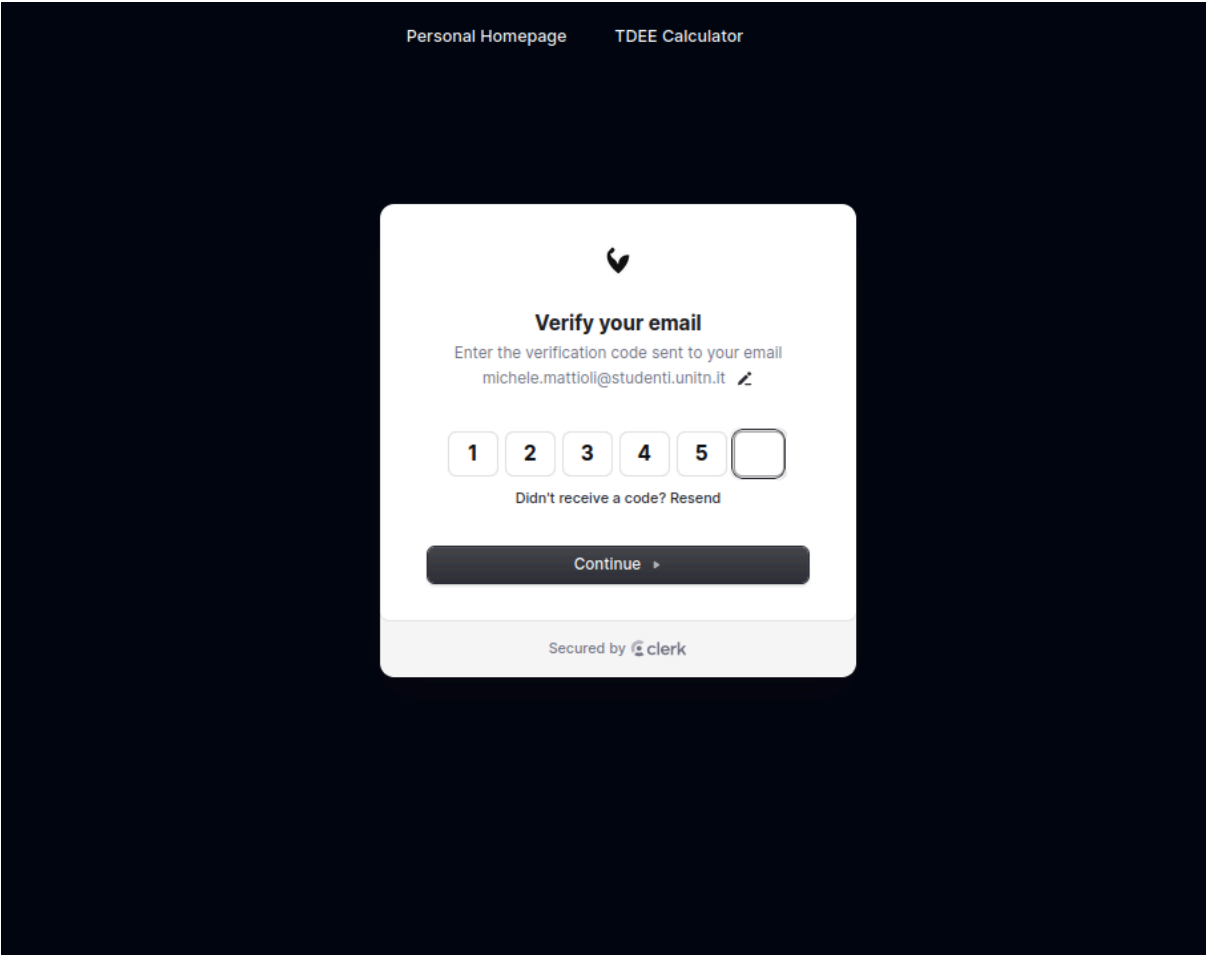 Personal Homepage TDEE Calculator
Verify your email
Enter the verification code sent to your email
michele.mattioli@studenti.unitn.it
1 2 3 4 5
Didn't receive a code? Resend
Continue
Secured by clerk